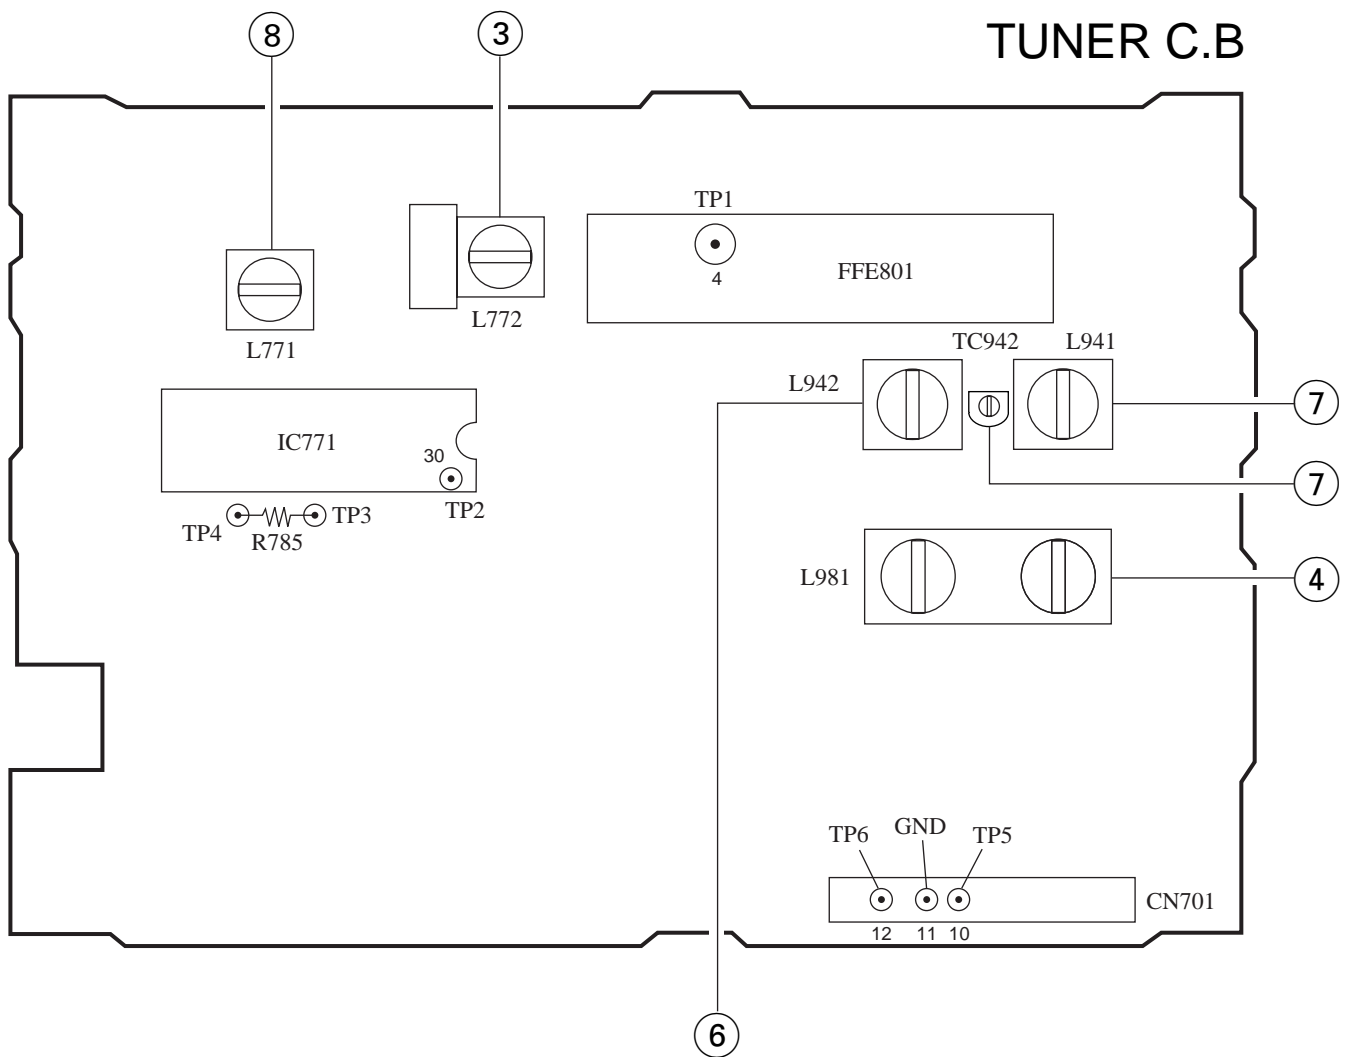 8
3
TUNER C.B
TP1
4
FFE801
L771
L772
TC942
L941
L942
7
IC771
30
7
TP4
R785
TP3
TP2
L981
4
TP6
GND
TP5
CN701
12
11
10
6